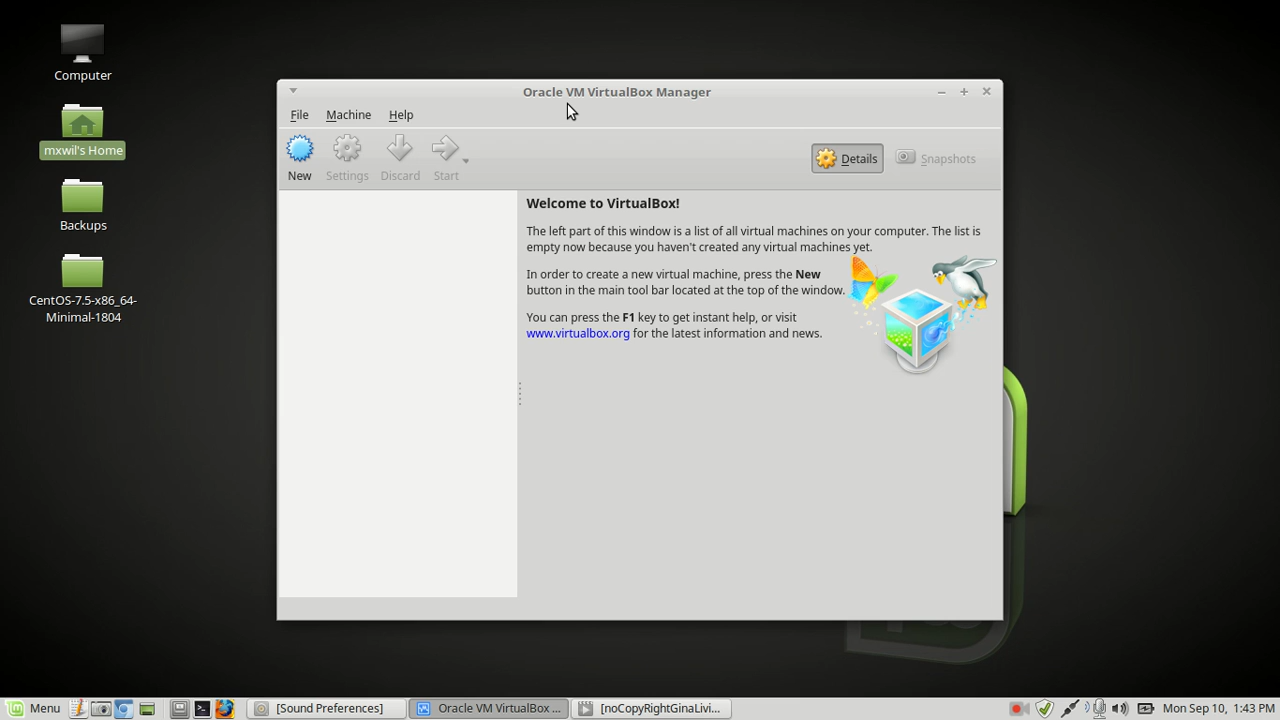 Computer
mxwil's Home
Backups
CentOS-7.5-x86_64-
Minimal-1804
Oracle VM VirtualBox Manager
File Machine Help
New Settings Discard Start Details Snapshots
Welcome to VirtualBox!
The left part of this window is a list of all virtual machines on your computer. The list is
empty now because you haven't created any virtual machines yet.
In order to create a new virtual machine, press the New
button in the main tool bar located at the top of the window.
You can press the F1 key to get instant help, or visit
www.virtualbox.org for the latest information and news.
Menu [Sound Preferences] Oracle VM VirtualBox ... [noCopyRightGinaLivi... Mon Sep 10, 1:43 PM